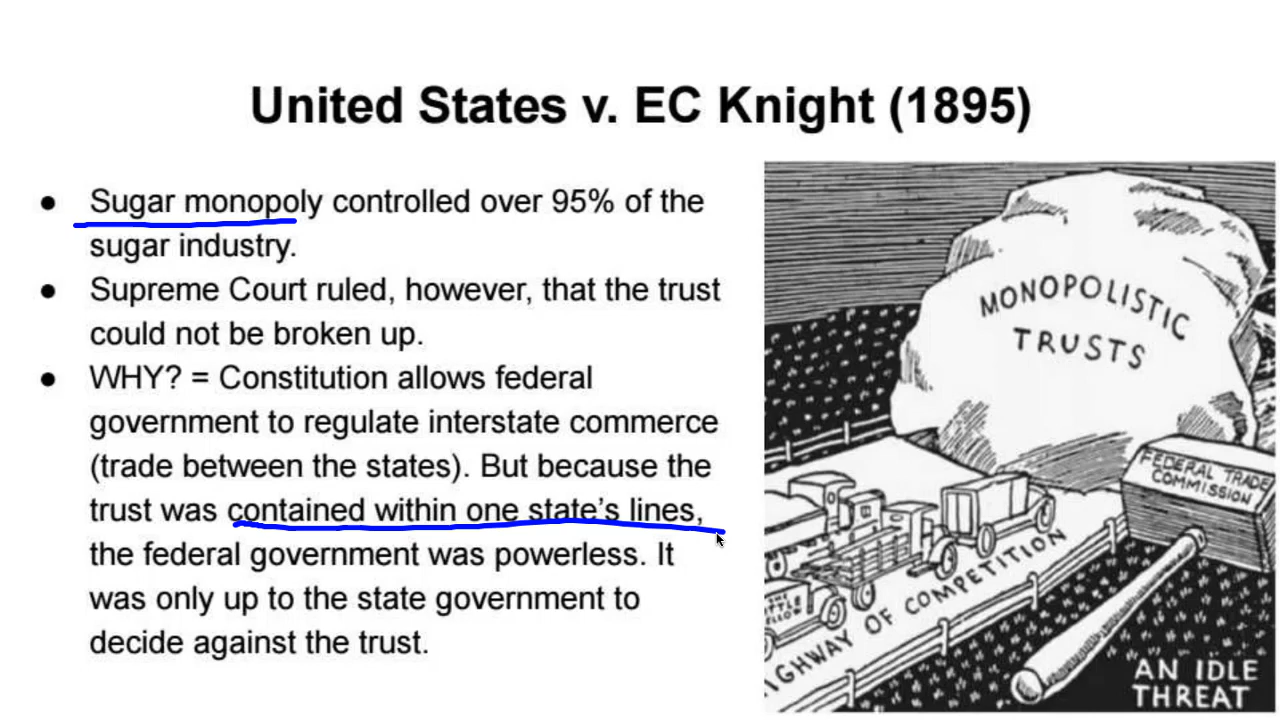 United States v. EC Knight (1895)
● Sugar monopoly controlled over 95% of the
sugar industry.
● Supreme Court ruled, however, that the trust
could not be broken up.
● WHY? = Constitution allows federal
government to regulate interstate commerce
(trade between the states). But because the
trust was contained within one state's lines,
the federal government was powerless. It
was only up to the state government to
decide against the trust.
MONOPOLISTIC
TRUSTS
FEDERAL TRADE
COMMISSION
HIGHWAY OF COMPETITION
THE
AN IDLE
THREAT